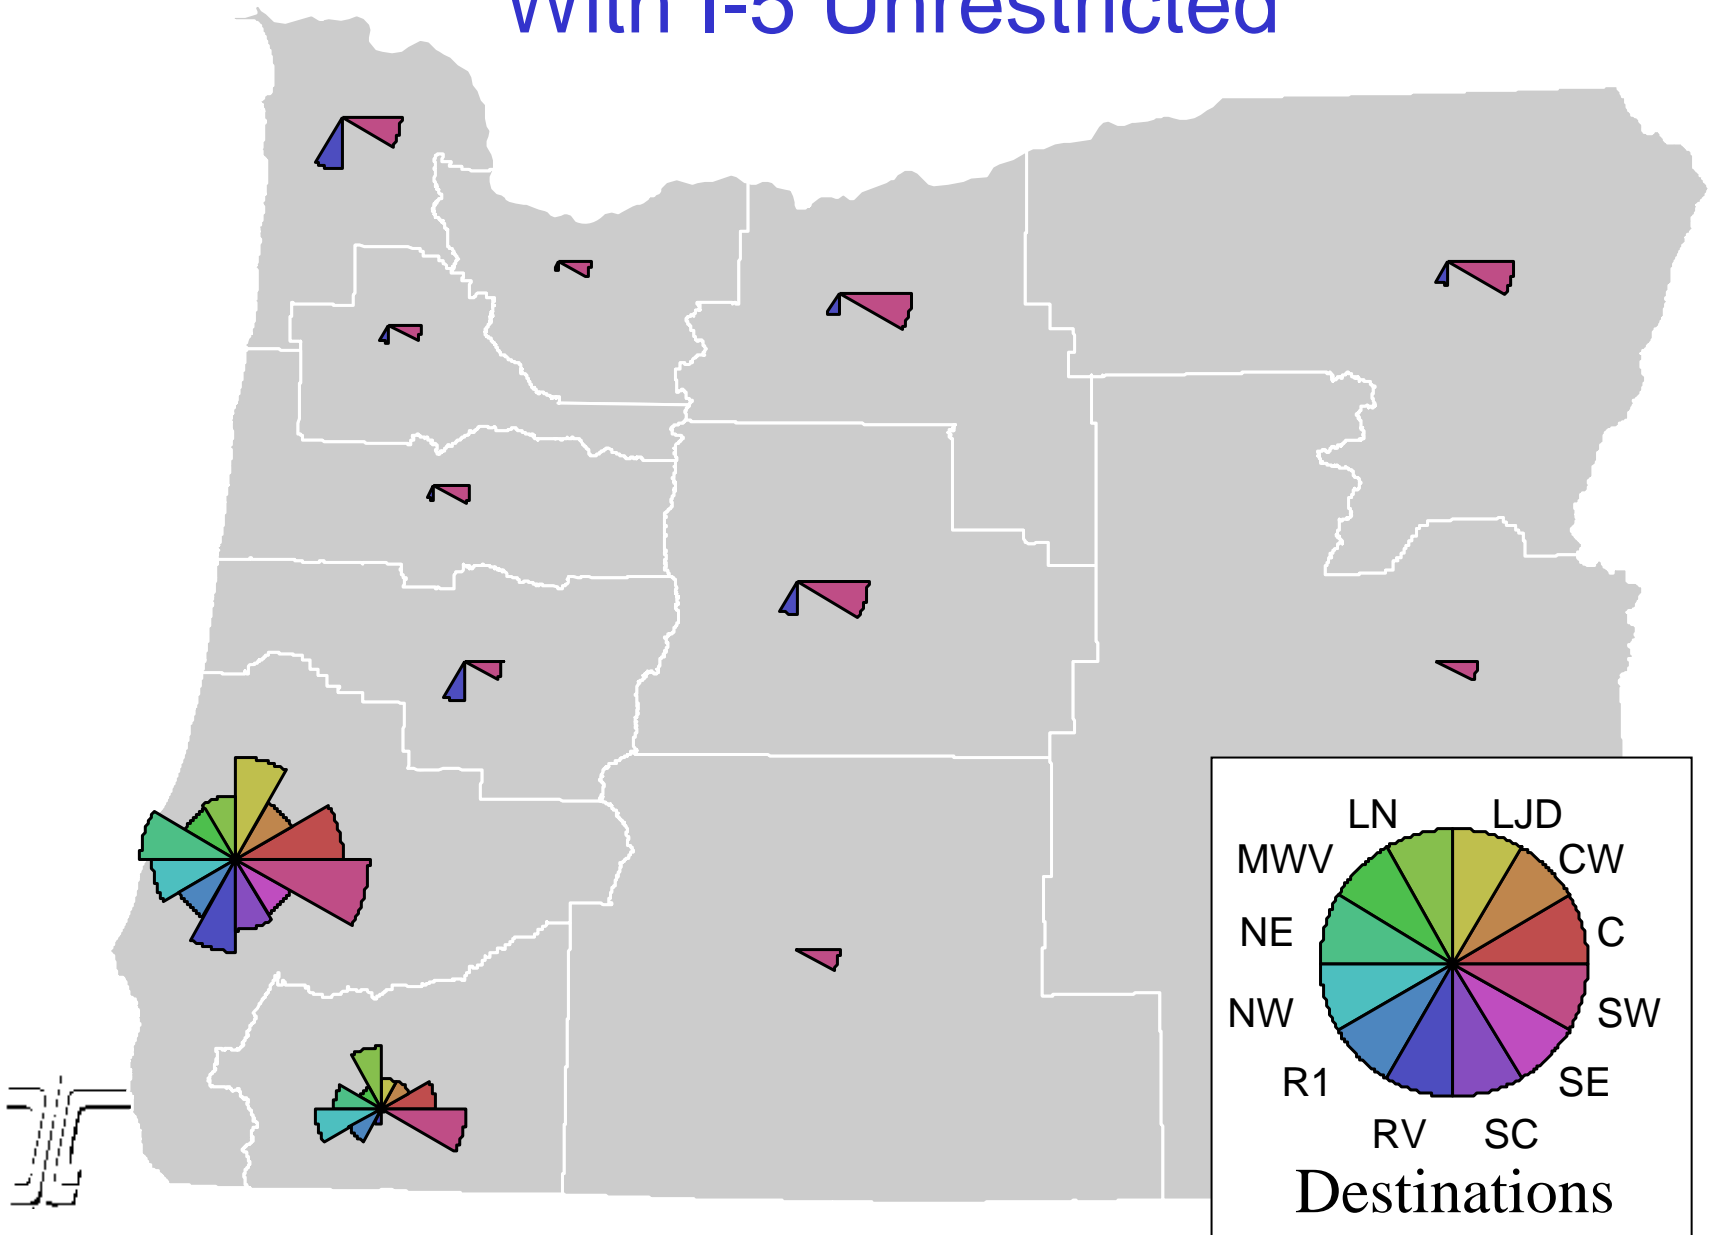 With I-5 Unrestricted
LN
LJD
MWV
CW
NE
C
NW
SW
R1
SE
RV
SC
Destinations